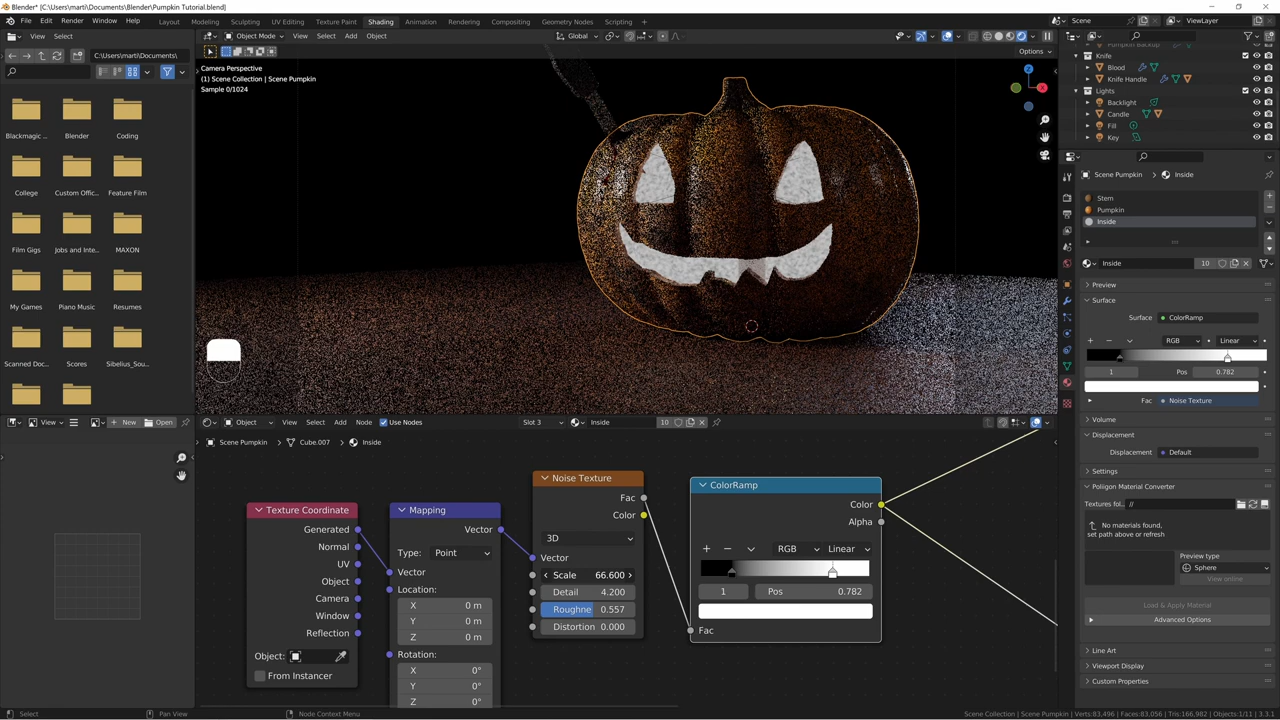 Blender* [C:\Users\marti\Documents\Blender\Pumpkin Tutorial.blend]
File Edit Render Window Help Layout Modeling Sculpting UV Editing Texture Paint Shading Animation Rendering Compositing Geometry Nodes Scripting Scene ViewLayer
View Select Object Mode View Select Add Object Global
C:\Users\marti\Documents\ Options
Camera Perspective
(1) Scene Collection | Scene Pumpkin
Sample 0/1024
Blackmagic ... Blender Coding
College Custom Offic... Feature Film
Film Gigs Jobs and Inte... MAXON
My Games Piano Music Resumes
Scanned Doc... Scores Sibelius_Sou...
Pumpkin Backup
Knife
Blood
Knife Handle
Lights
Backlight
Candle
Fill
Key
Scene Pumpkin Inside
Stem
Pumpkin
Inside
Inside 10
Preview
Surface
Surface ColorRamp
RGB Linear
1 Pos 0.782
Fac Noise Texture
Volume
Displacement
Displacement Default
Settings
Poliigon Material Converter
Textures fol. //
No materials found,
set path above or refresh
Preview type
Sphere
View online
Load & Apply Material
Advanced Options
Line Art
Viewport Display
Custom Properties
View New Open Object View Select Add Node Use Nodes Slot 3 Inside 10
Scene Pumpkin Cube.007 Inside
Texture Coordinate
Generated
Normal
UV
Object
Camera
Window
Reflection
Object:
From Instancer
Mapping
Vector
Type: Point
Vector
Location:
X 0 m
Y 0 m
Z 0 m
Rotation:
X 0°
Y 0°
Z 0°
Noise Texture
Fac
Color
3D
Vector
Scale 66.600
Detail 4.200
Roughne 0.557
Distortion 0.000
ColorRamp
Color
Alpha
RGB Linear
1 Pos 0.782
Fac
Select Pan View Node Context Menu Scene Collection | Scene Pumpkin | Verts:83,496 | Faces:83,056 | Tris:166,982 | Objects:1/11 | 3.3.1